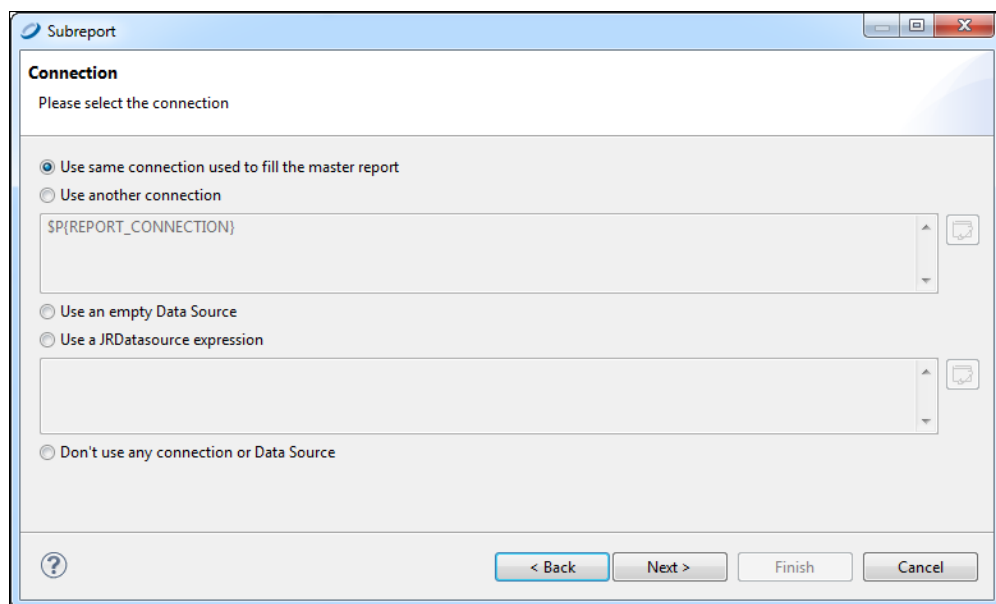 Subreport
Connection
Please select the connection
Use same connection used to fill the master report
Use another connection
$P{REPORT_CONNECTION}
Use an empty Data Source
Use a JRDatasource expression
Don't use any connection or Data Source
? < Back Next > Finish Cancel